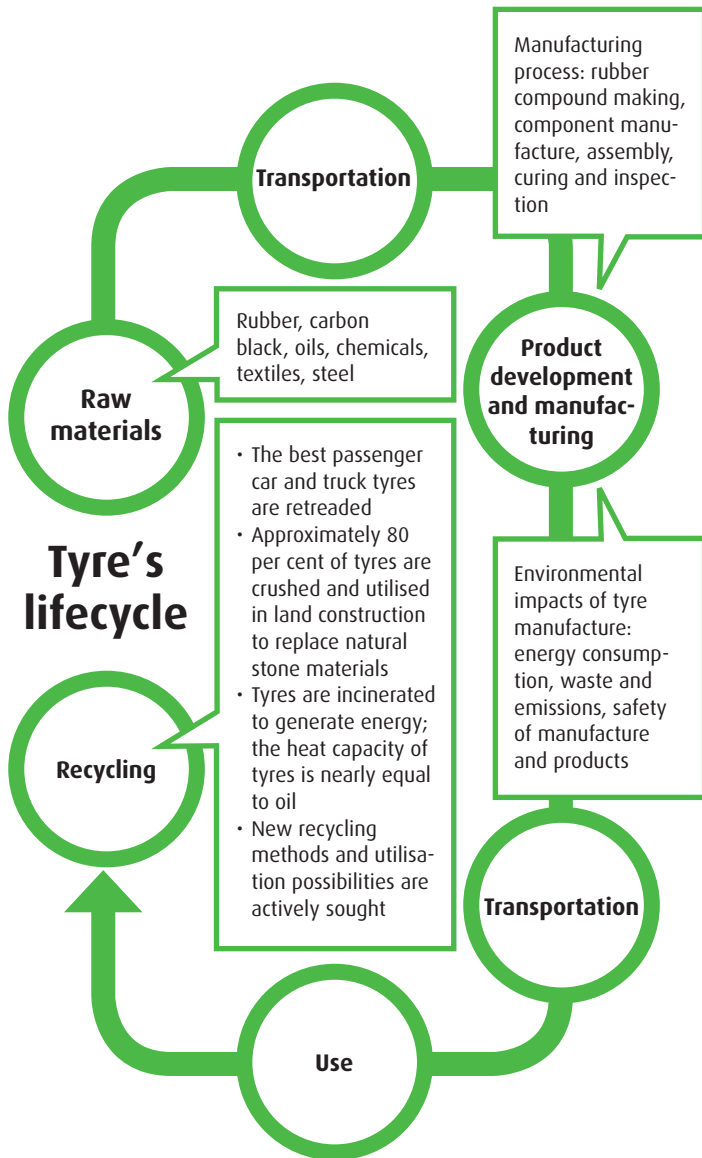 Manufacturing
process: rubber
compound making,
component manu-
facture, assembly,
curing and inspec-
tion
Transportation
Rubber, carbon
black, oils, chemicals,
textiles, steel
Raw
materials
Product
development
and manufac-
turing
Tyre's
lifecycle
• The best passenger
car and truck tyres
are retreaded
• Approximately 80
per cent of tyres are
crushed and utilised
in land construction
to replace natural
stone materials
• Tyres are incinerated
to generate energy;
the heat capacity of
tyres is nearly equal
to oil
• New recycling
methods and utilisa-
tion possibilities are
actively sought
Environmental
impacts of tyre
manufacture:
energy consump-
tion, waste and
emissions, safety
of manufacture
and products
Recycling
Transportation
Use